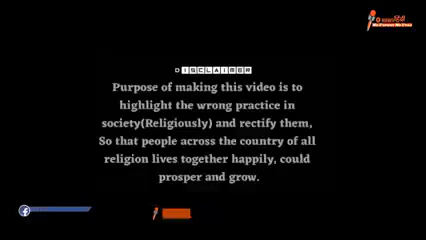 DISCLAIMER
Purpose of making this video is to
highlight the wrong practice in
society(Religiously) and rectify them,
So that people across the country of all
religion lives together happily, could
prosper and grow.